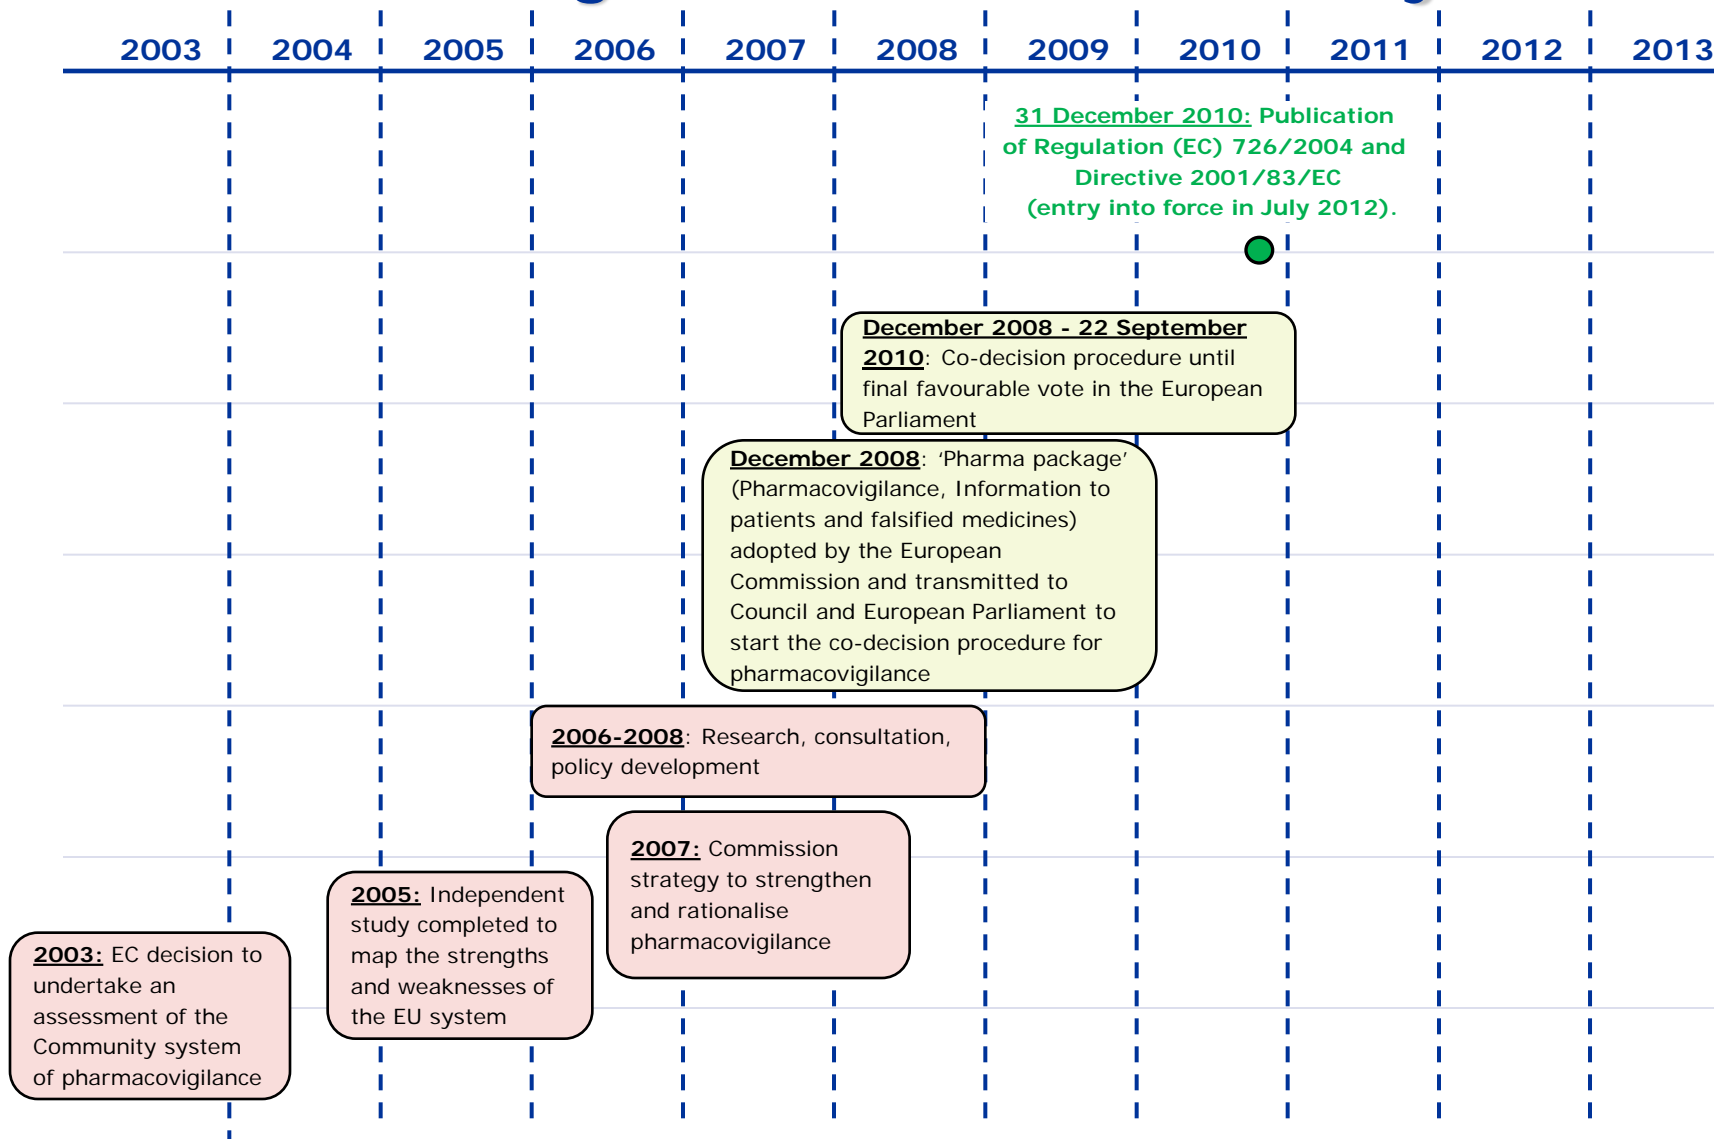 2003 2004 2005 2006 2007 2008 2009 2010 2011 2012 2013
31 December 2010: Publication
of Regulation (EC) 726/2004 and
Directive 2001/83/EC
(entry into force in July 2012).
December 2008 - 22 September
2010: Co-decision procedure until
final favourable vote in the European
Parliament
December 2008: ‘Pharma package’
(Pharmacovigilance, Information to
patients and falsified medicines)
adopted by the European
Commission and transmitted to
Council and European Parliament to
start the co-decision procedure for
pharmacovigilance
2006-2008: Research, consultation,
policy development
2007: Commission
strategy to strengthen
and rationalise
pharmacovigilance
2005: Independent
study completed to
map the strengths
and weaknesses of
the EU system
2003: EC decision to
undertake an
assessment of the
Community system
of pharmacovigilance